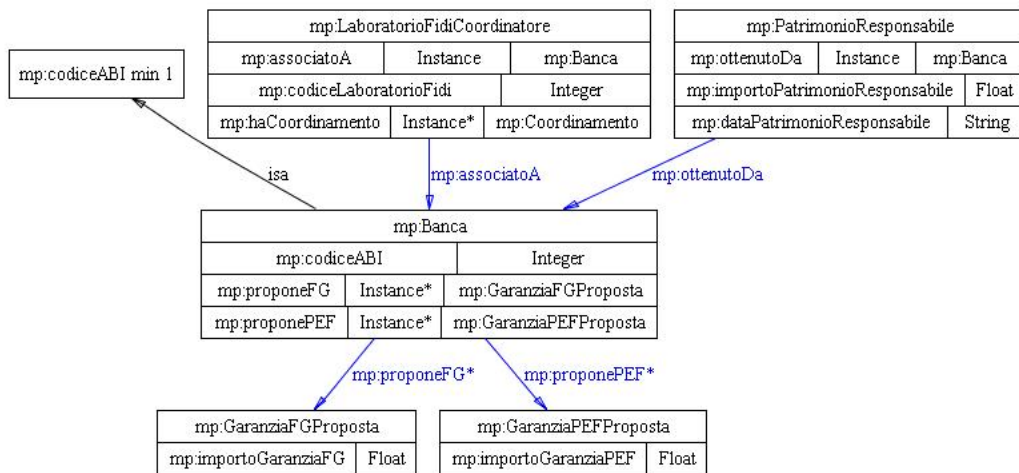 mp:LaboratorioFidiCoordinatore
mp:associatoA Instance mp:Banca
mp:codiceLaboratorioFidi Integer
mp:haCoordinamento Instance* mp:Coordinamento
mp:PatrimonioResponsabile
mp:ottenutoDa Instance mp:Banca
mp:importoPatrimonioResponsabile Float
mp:dataPatrimonioResponsabile String
mp:codiceABI min 1
isa
mp:associatoA
mp:ottenutoDa
mp:Banca
mp:codiceABI Integer
mp:proponeFG Instance* mp:GaranziaFGProposta
mp:proponePEF Instance* mp:GaranziaPEFProposta
mp:proponeFG*
mp:proponePEF*
mp:GaranziaFGProposta
mp:importoGaranziaFG Float
mp:GaranziaPEFProposta
mp:importoGaranziaPEF Float